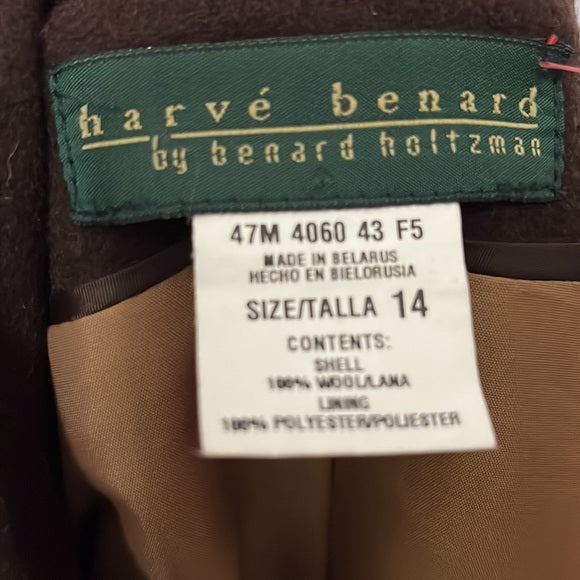 harvé benard
by benard holtzman
47M 4060 43 F5
MADE IN BELARUS
HECHO EN BIELORUSIA
SIZE/TALLA 14
CONTENTS:
SHELL
100% WOOL/LANA
LINING
100% POLYESTER/POLIESTER